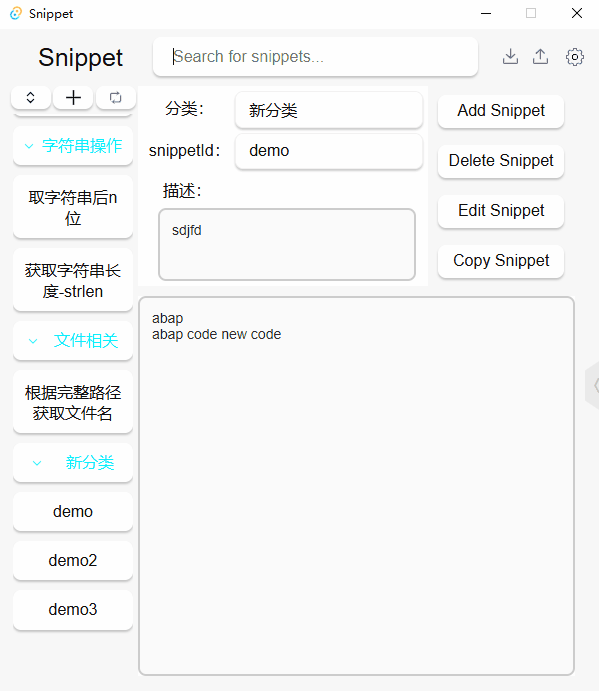 Snippet
Snippet
Search for snippets...
字符串操作
取字符串后n
位
获取字符串长
度-strlen
文件相关
根据完整路径
获取文件名
新分类
demo
demo2
demo3
分类：
新分类
snippetId：
demo
描述：
sdjfd
Add Snippet
Delete Snippet
Edit Snippet
Copy Snippet
abap
abap code new code